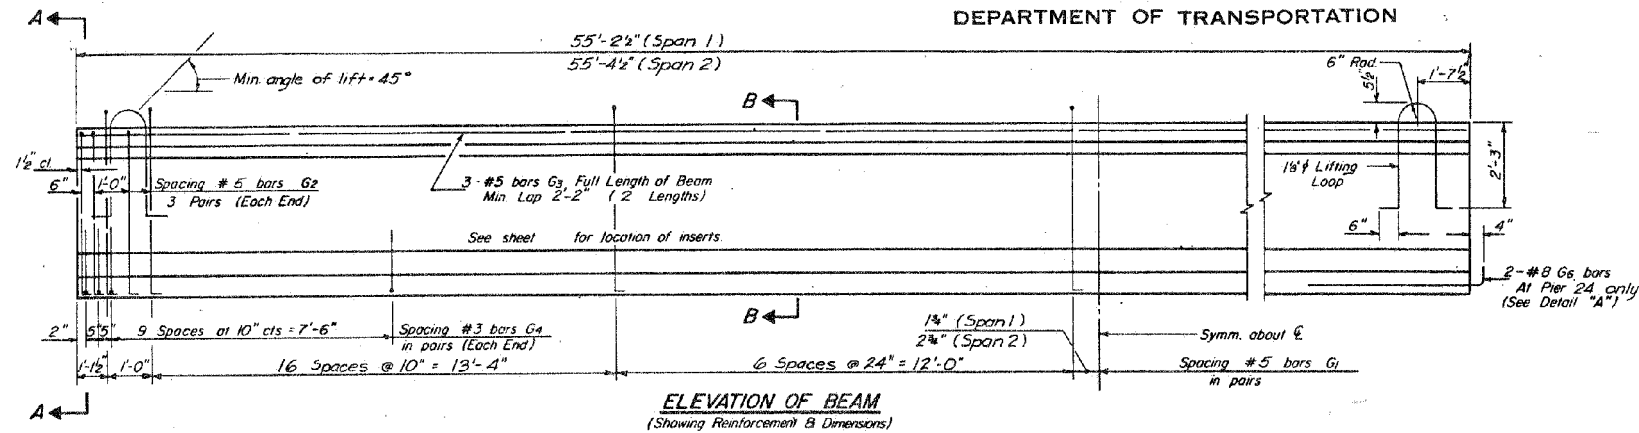 DEPARTMENT OF TRANSPORTATION
A
55'-2½" (Span 1)
55'-4½" (Span 2)
Min. angle of lift = 45°
6" Rad.
1'-7½"
5½"
B
1½" cl.
6"
1'-0"
Spacing #5 bars G2
3 Pairs (Each End)
3-#5 bars G3, Full Length of Beam
Min. Lap 2'-2" (2 Lengths)
Lifting
Loop
2'-3"
See sheet for location of inserts.
6"
4"
2-#8 G6 bars
At Pier 24 only
(See Detail "A")
2"
5"
5"
9 Spaces at 10" cts = 7'-6"
Spacing #3 bars G4
in pairs (Each End)
B
1¾" (Span 1)
2¾" (Span 2)
Symm. about ℄
1'-1½"
1'-0"
16 Spaces @ 10" = 13'-4"
6 Spaces @ 24" = 12'-0"
Spacing #5 bars G1
in pairs
A
ELEVATION OF BEAM
(Showing Reinforcement & Dimensions)